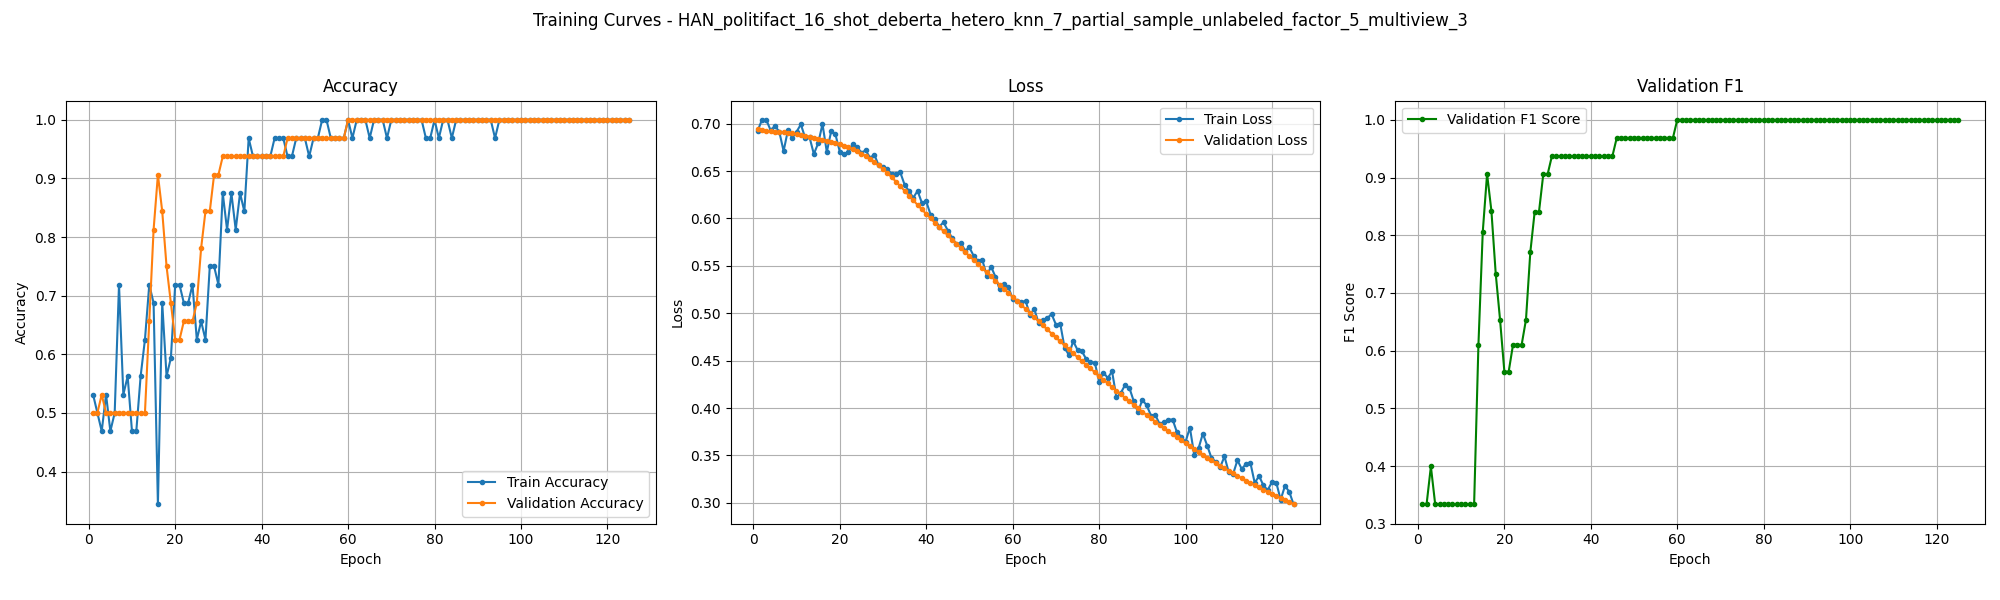 Training Curves - HAN_politifact_16_shot_deberta_hetero_knn_7_partial_sample_unlabeled_factor_5_multiview_3
Accuracy
Accuracy
1.0
0.9
0.8
0.7
0.6
0.5
0.4
Train Accuracy
Validation Accuracy
0 20 40 60 80 100 120
Epoch
Loss
Loss
0.70
0.65
0.60
0.55
0.50
0.45
0.40
0.35
0.30
Train Loss
Validation Loss
0 20 40 60 80 100 120
Epoch
Validation F1
F1 Score
1.0
0.9
0.8
0.7
0.6
0.5
0.4
0.3
Validation F1 Score
0 20 40 60 80 100 120
Epoch